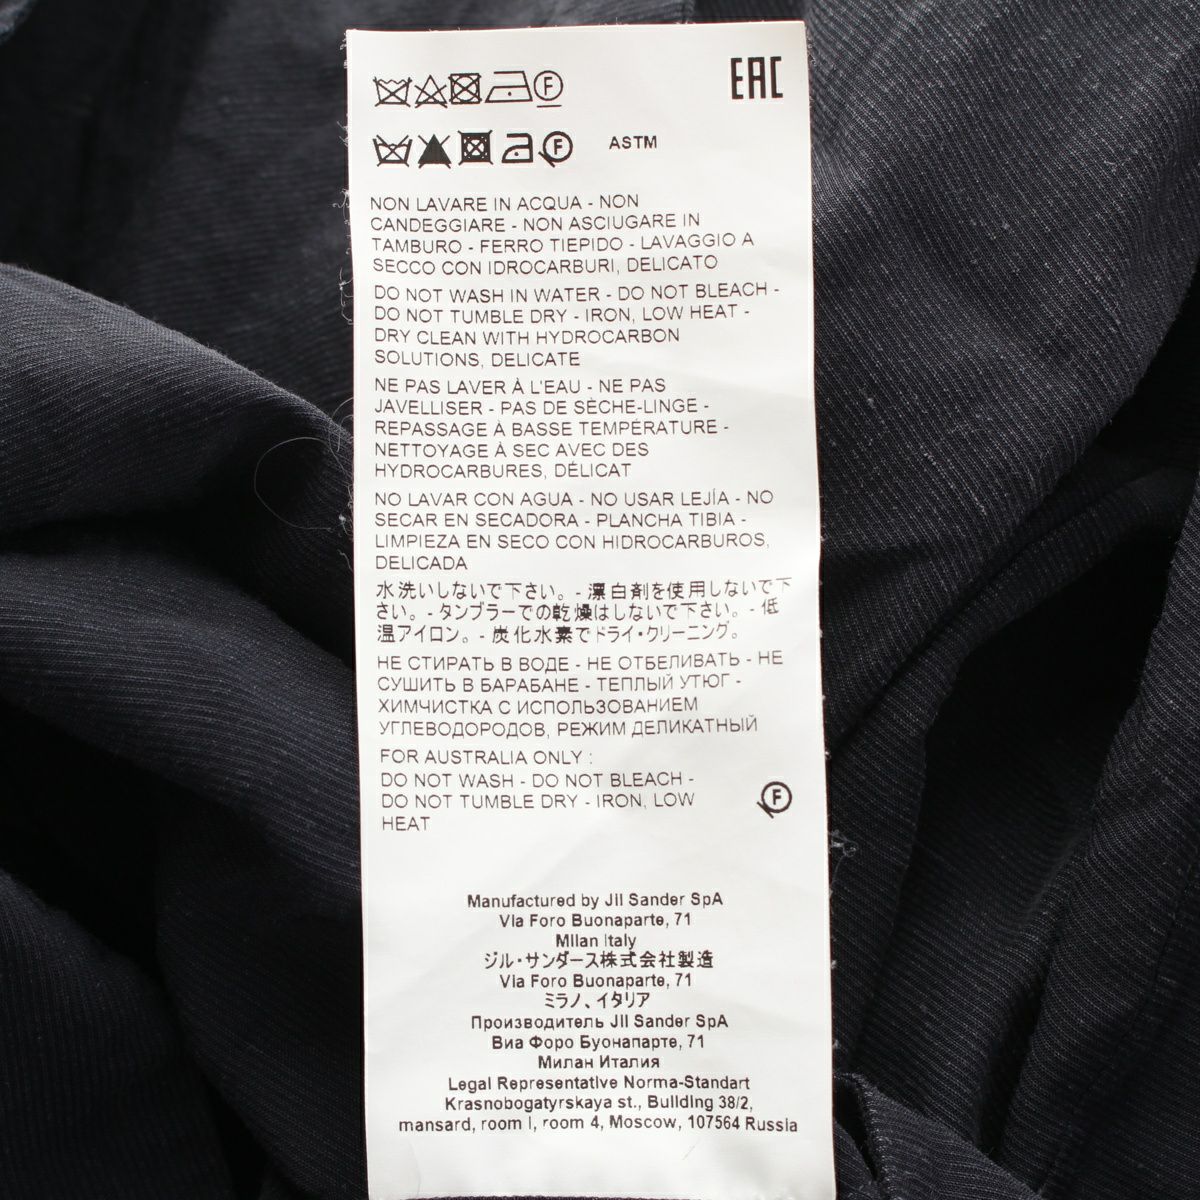 F EAC
F ASTM
NON LAVARE IN ACQUA - NON
CANDEGGIARE - NON ASCIUGARE IN
TAMBURO - FERRO TIEPIDO - LAVAGGIO A
SECCO CON IDROCARBURI, DELICATO
DO NOT WASH IN WATER - DO NOT BLEACH -
DO NOT TUMBLE DRY - IRON, LOW HEAT -
DRY CLEAN WITH HYDROCARBON
SOLUTIONS, DELICATE
NE PAS LAVER À L'EAU - NE PAS
JAVELLISER - PAS DE SÈCHE-LINGE -
REPASSAGE À BASSE TEMPÉRATURE -
NETTOYAGE À SEC AVEC DES
HYDROCARBURES, DÉLICAT
NO LAVAR CON AGUA - NO USAR LEJÍA - NO
SECAR EN SECADORA - PLANCHA TIBIA -
LIMPIEZA EN SECO CON HIDROCARBUROS,
DELICADA
水洗いしないで下さい。- 漂白剤を使用しないで下
さい。- タンブラーでの乾燥はしないで下さい。- 低
温アイロン。- 炭化水素でドライ・クリーニング。
НЕ СТИРАТЬ В ВОДЕ - НЕ ОТБЕЛИВАТЬ - НЕ
СУШИТЬ В БАРАБАНЕ - ТЕПЛЫЙ УТЮГ -
ХИМЧИСТКА С ИСПОЛЬЗОВАНИЕМ
УГЛЕВОДОРОДОВ, РЕЖИМ ДЕЛИКАТНЫЙ
FOR AUSTRALIA ONLY :
DO NOT WASH - DO NOT BLEACH -
DO NOT TUMBLE DRY - IRON, LOW
HEAT
F
Manufactured by Jil Sander SpA
Via Foro Buonaparte, 71
Milan Italy
ジル・サンダース株式会社製造
Via Foro Buonaparte, 71
ミラノ、イタリア
Производитель Jil Sander SpA
Виа Форо Буонапарте, 71
Милан Италия
Legal Representative Norma-Standart
Krasnobogatyrskaya st., Building 38/2,
mansard, room I, room 4, Moscow, 107564 Russia